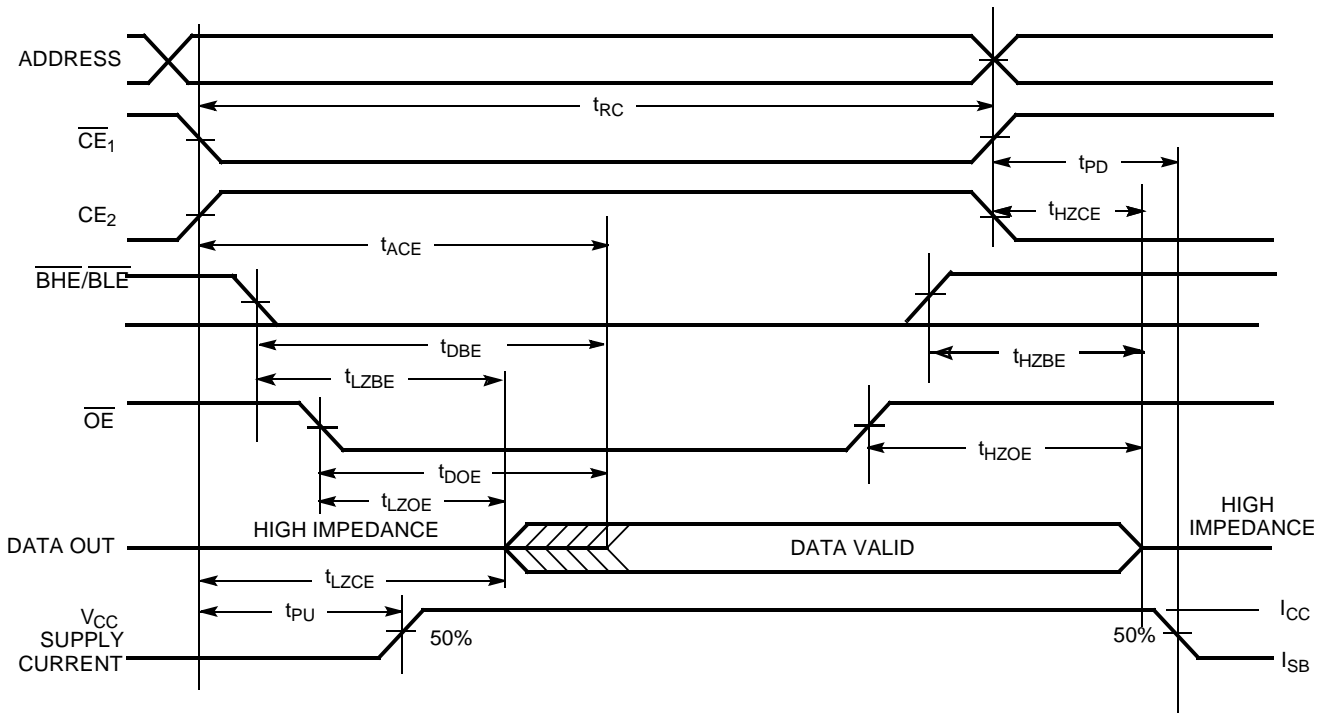 ADDRESS
tRC
CE1
tPD
CE2
tHZCE
tACE
BHE/BLE
tDBE
tHZBE
tLZBE
OE
tHZOE
tDOE
tLZOE
HIGH IMPEDANCE
HIGH
IMPEDANCE
DATA OUT
DATA VALID
tLZCE
tPU
VCC
SUPPLY
CURRENT
50%
50%
ICC
ISB